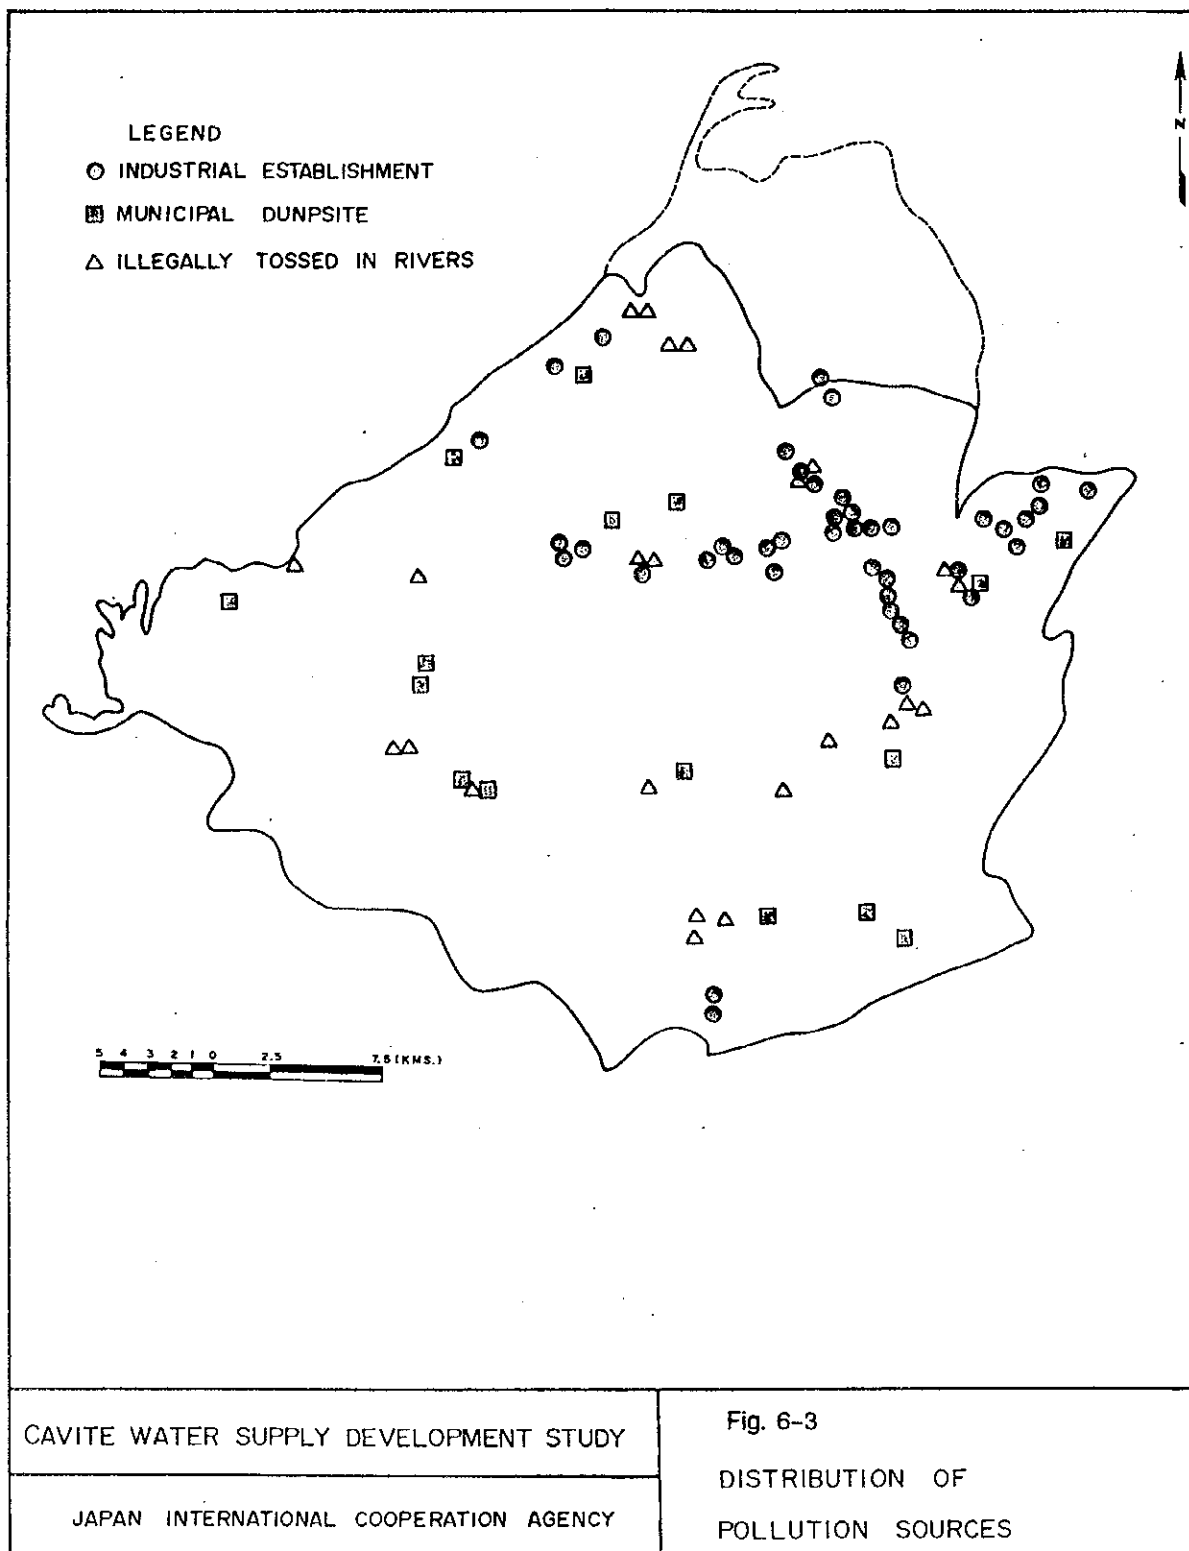 N
LEGEND
INDUSTRIAL ESTABLISHMENT
MUNICIPAL DUNPSITE
ILLEGALLY TOSSED IN RIVERS
5 4 3 2 1 0 2.5 7.5 (KMS.)
CAVITE WATER SUPPLY DEVELOPMENT STUDY
JAPAN INTERNATIONAL COOPERATION AGENCY
Fig. 6-3
DISTRIBUTION OF
POLLUTION SOURCES